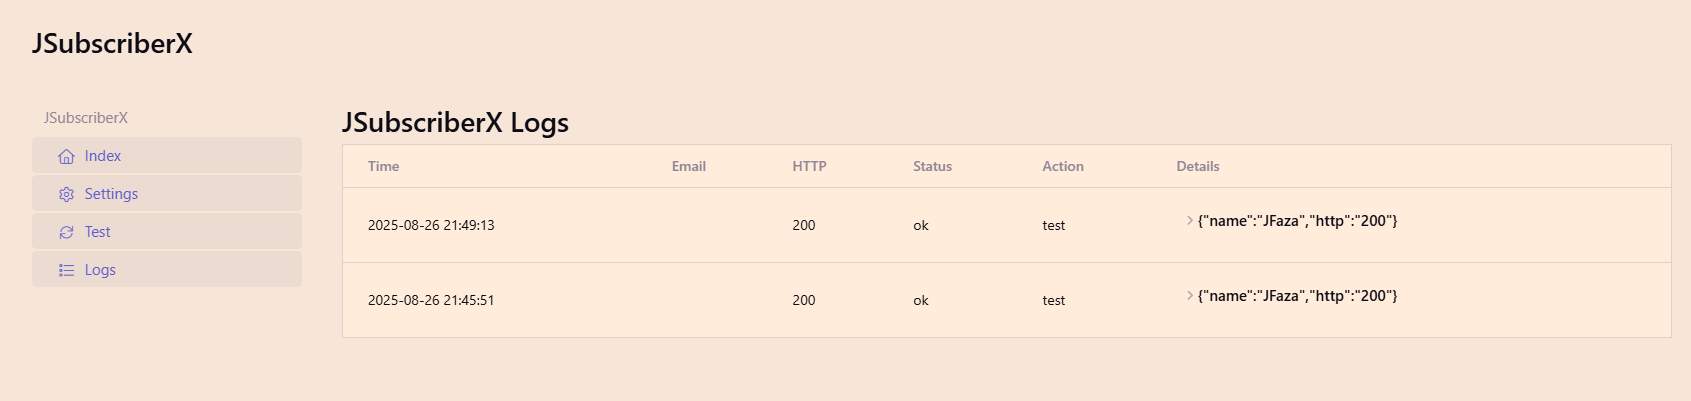 JSubscriberX
JSubscriberX
Index
Settings
Test
Logs
JSubscriberX Logs
Time Email HTTP Status Action Details
2025-08-26 21:49:13 200 ok test {"name":"JFaza","http":"200"}
2025-08-26 21:45:51 200 ok test {"name":"JFaza","http":"200"}